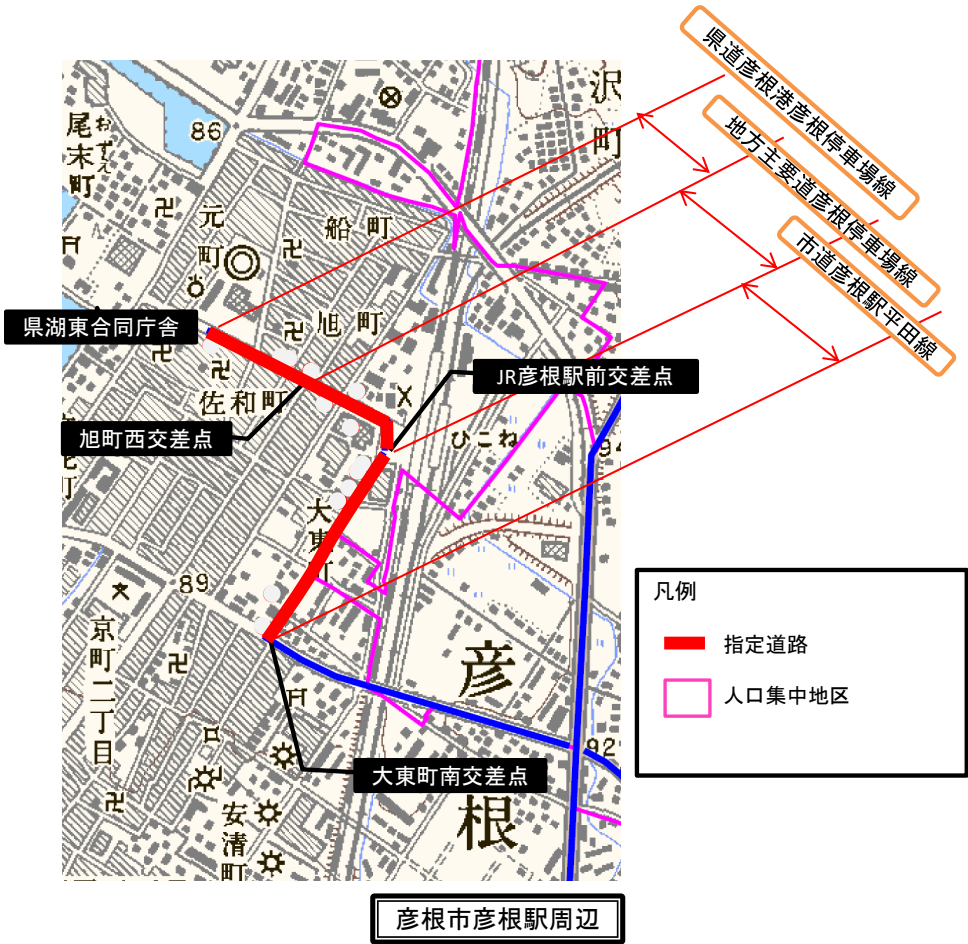 県道彦根港彦根停車場線
地方主要道彦根停車場線
市道彦根駅平田線
沢町
86
尾末町
おずえ
元町
船町
旭町
県湖東合同庁舎
JR彦根駅前交差点
佐和町
旭町西交差点
ひこね
94
大東町
89
京町二丁目
彦根
92
安清町
大東町南交差点
凡例
指定道路
人口集中地区
彦根市彦根駅周辺